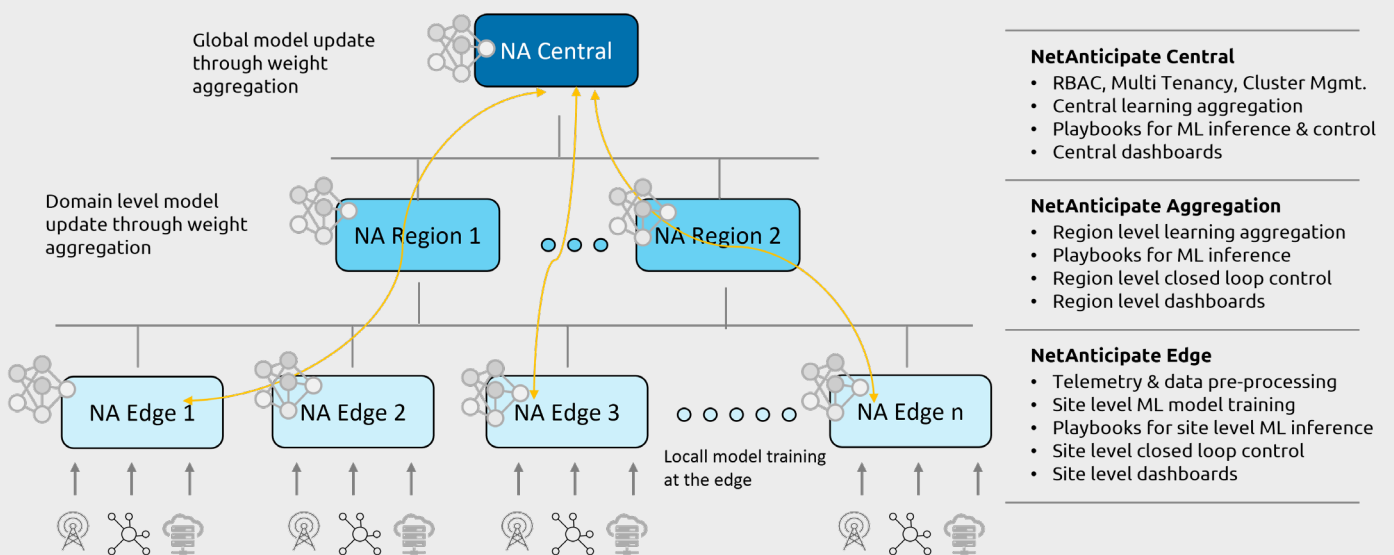 Global model update
through weight
aggregation
NA Central
Domain level model
update through weight
aggregation
NA Region 1
NA Region 2
NA Edge 1
NA Edge 2
NA Edge 3
NA Edge n
Locall model training
at the edge
NetAnticipate Central
• RBAC, Multi Tenancy, Cluster Mgmt.
• Central learning aggregation
• Playbooks for ML inference & control
• Central dashboards
NetAnticipate Aggregation
• Region level learning aggregation
• Playbooks for ML inference
• Region level closed loop control
• Region level dashboards
NetAnticipate Edge
• Telemetry & data pre-processing
• Site level ML model training
• Playbooks for site level ML inference
• Site level closed loop control
• Site level dashboards